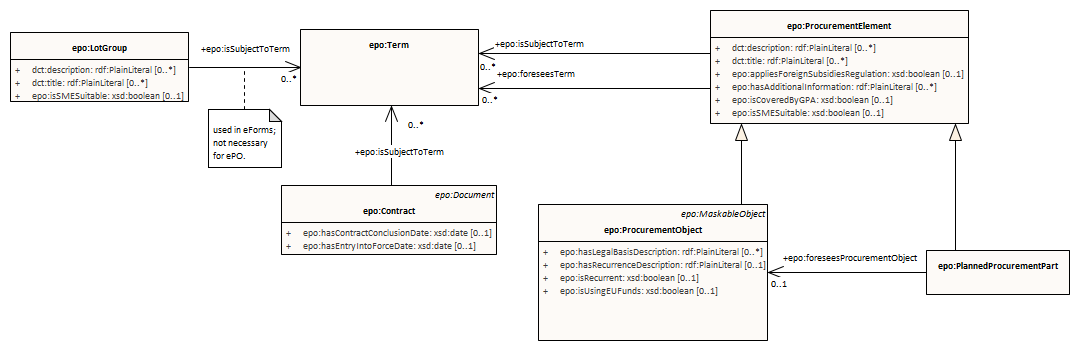 epo:LotGroup
+ dct:description: rdf:PlainLiteral [0..*]
+ dct:title: rdf:PlainLiteral [0..*]
+ epo:isSMESuitable: xsd:boolean [0..1]
+epo:isSubjectToTerm
0..*
used in eForms;
not necessary
for ePO.
epo:Term
+epo:isSubjectToTerm
0..*
+epo:foreseesTerm
0..*
epo:ProcurementElement
+ dct:description: rdf:PlainLiteral [0..*]
+ dct:title: rdf:PlainLiteral [0..*]
+ epo:appliesForeignSubsidiesRegulation: xsd:boolean [0..1]
+ epo:hasAdditionalInformation: rdf:PlainLiteral [0..*]
+ epo:isCoveredByGPA: xsd:boolean [0..1]
+ epo:isSMESuitable: xsd:boolean [0..1]
0..*
+epo:isSubjectToTerm
epo:Document
epo:Contract
+ epo:hasContractConclusionDate: xsd:date [0..1]
+ epo:hasEntryIntoForceDate: xsd:date [0..1]
epo:MaskableObject
epo:ProcurementObject
+ epo:hasLegalBasisDescription: rdf:PlainLiteral [0..*]
+ epo:hasRecurrenceDescription: rdf:PlainLiteral [0..1]
+ epo:isRecurrent: xsd:boolean [0..1]
+ epo:isUsingEUFunds: xsd:boolean [0..1]
+epo:foreseesProcurementObject
0..1
epo:PlannedProcurementPart